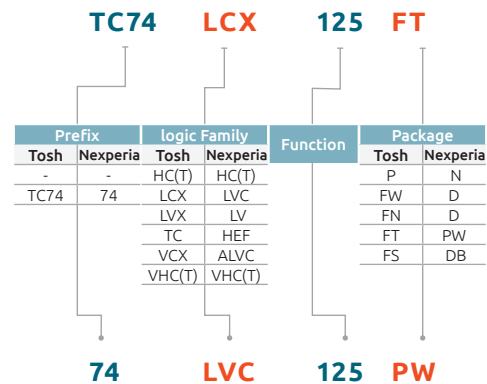 TC74 LCX 125 FT
Prefix logic Family Function Package
Tosh Nexperia Tosh Nexperia Tosh Nexperia
- - HC(T) HC(T) P N
TC74 74 LCX LVC FW D
LVX LV FN D
TC HEF FT PW
VCX ALVC FS DB
VHC(T) VHC(T)
74 LVC 125 PW